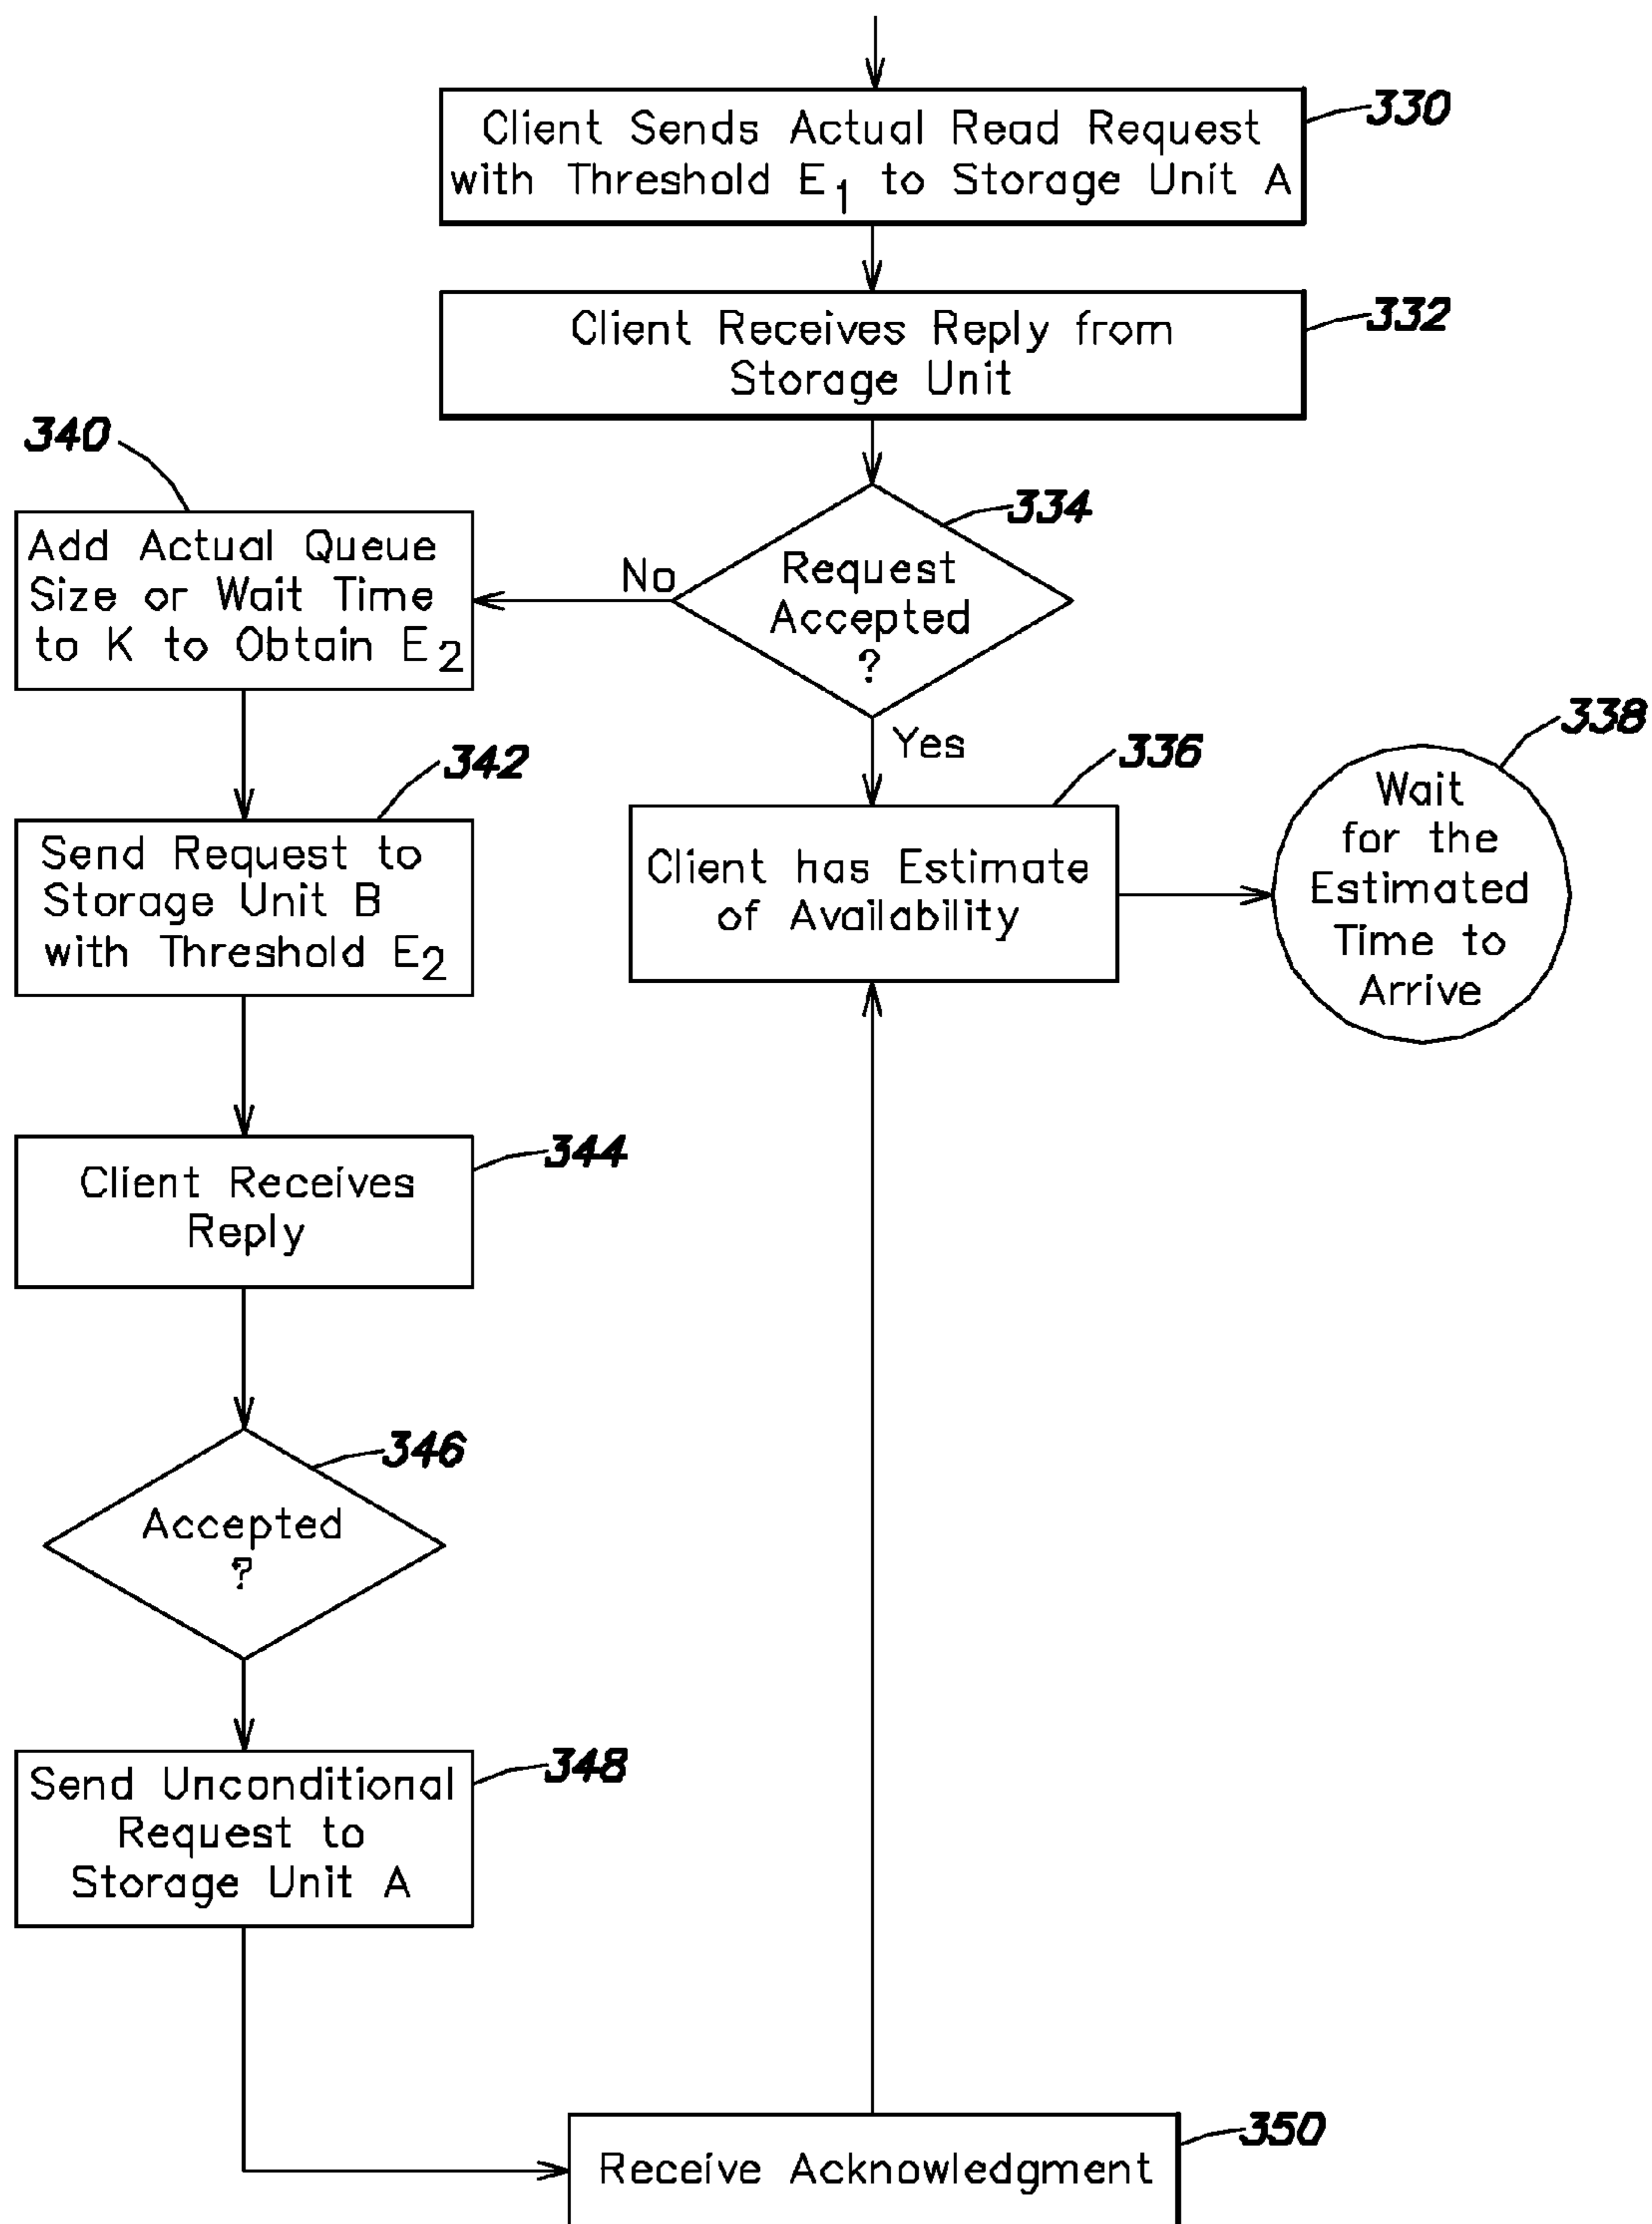 Client Sends Actual Read Request
with Threshold E1 to Storage Unit A
330
Client Receives Reply from
Storage Unit
332
334
Request
Accepted
?
No
Yes
340
Add Actual Queue
Size or Wait Time
to K to Obtain E2
342
Send Request to
Storage Unit B
with Threshold E2
336
Client has Estimate
of Availability
338
Wait
for the
Estimated
Time to
Arrive
344
Client Receives
Reply
346
Accepted
?
348
Send Unconditional
Request to
Storage Unit A
350
Receive Acknowledgment